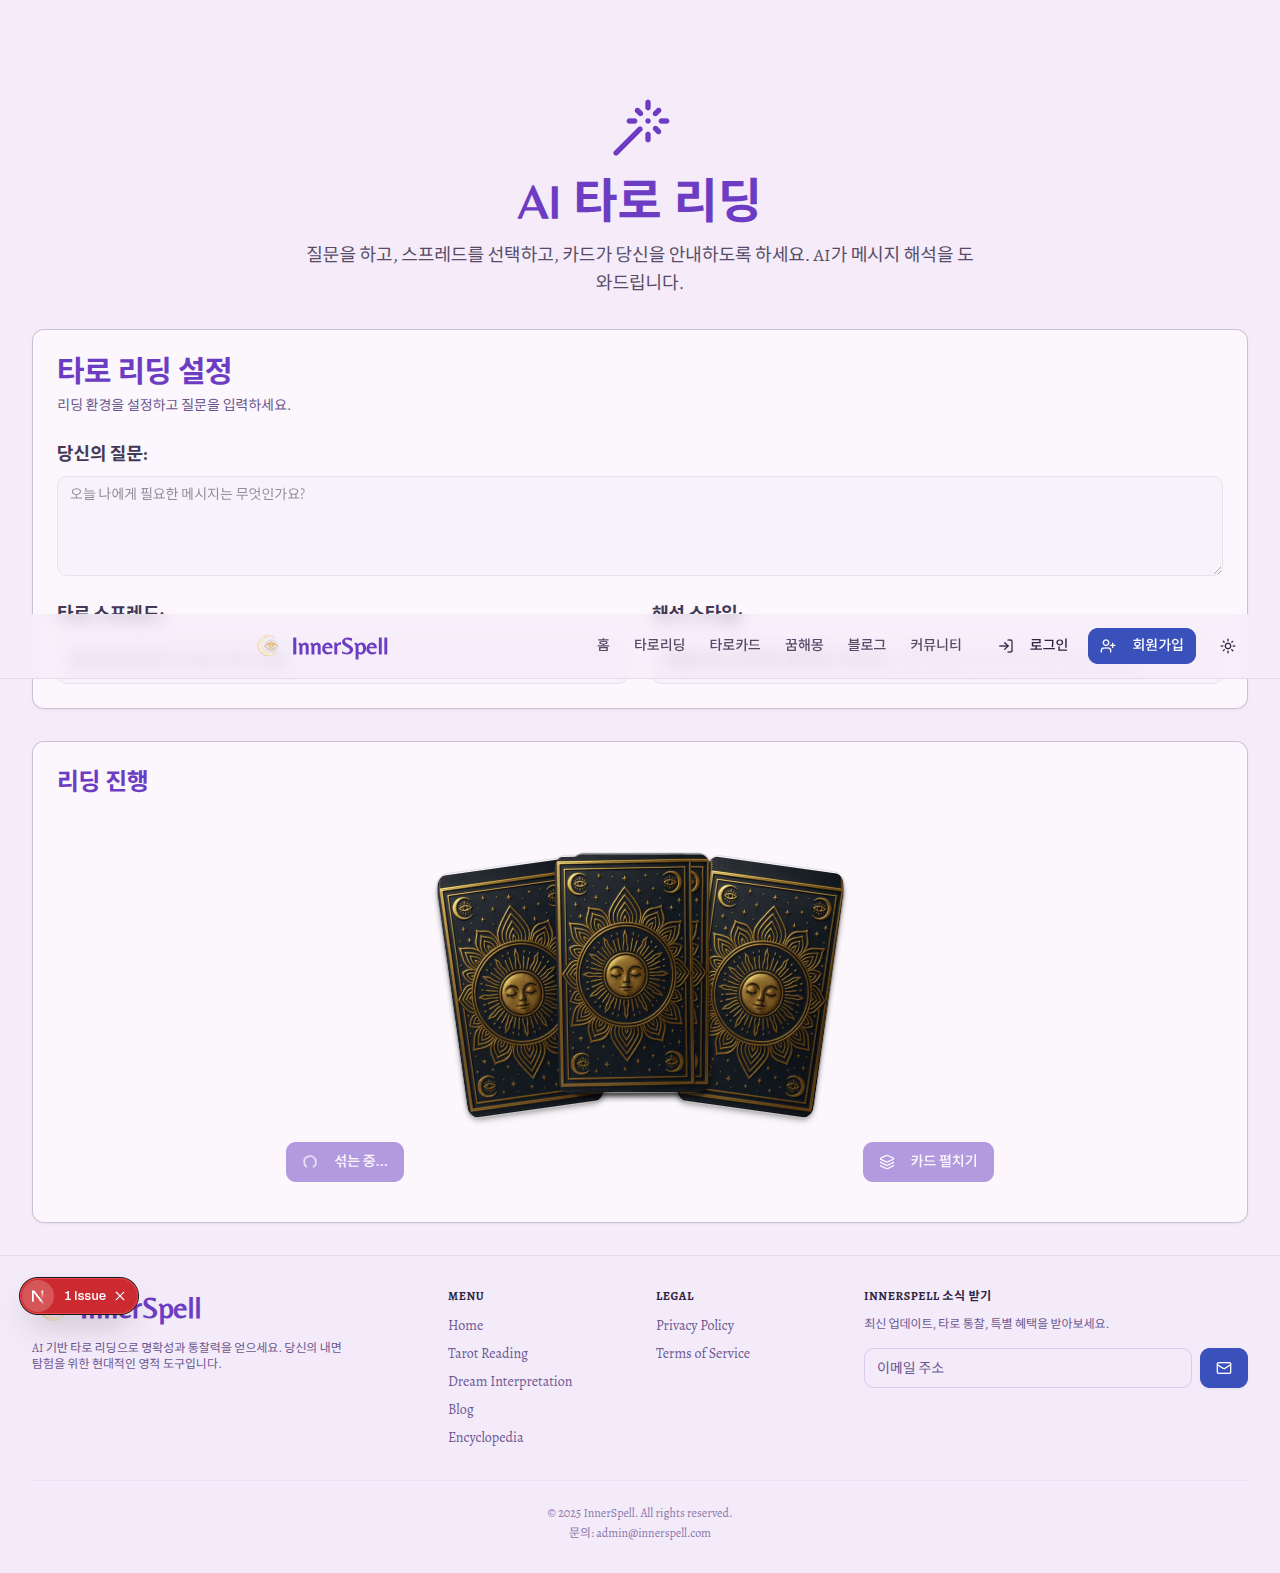 AI 타로 리딩
질문을 하고, 스프레드를 선택하고, 카드가 당신을 안내하도록 하세요. AI가 메시지 해석을 도
와드립니다.
타로 리딩 설정
리딩 환경을 설정하고 질문을 입력하세요.
당신의 질문:
오늘 나에게 필요한 메시지는 무엇인가요?
타로 스프레드:
해석 스타일:
InnerSpell
홈 타로리딩 타로카드 꿈해몽 블로그 커뮤니티 로그인 회원가입
리딩 진행
섞는 중...
카드 펼치기
1 Issue
InnerSpell
AI 기반 타로 리딩으로 명확성과 통찰력을 얻으세요. 당신의 내면
탐험을 위한 현대적인 영적 도구입니다.
MENU
Home
Tarot Reading
Dream Interpretation
Blog
Encyclopedia
LEGAL
Privacy Policy
Terms of Service
INNERSPELL 소식 받기
최신 업데이트, 타로 통찰, 특별 혜택을 받아보세요.
이메일 주소
© 2025 InnerSpell. All rights reserved.
문의: admin@innerspell.com